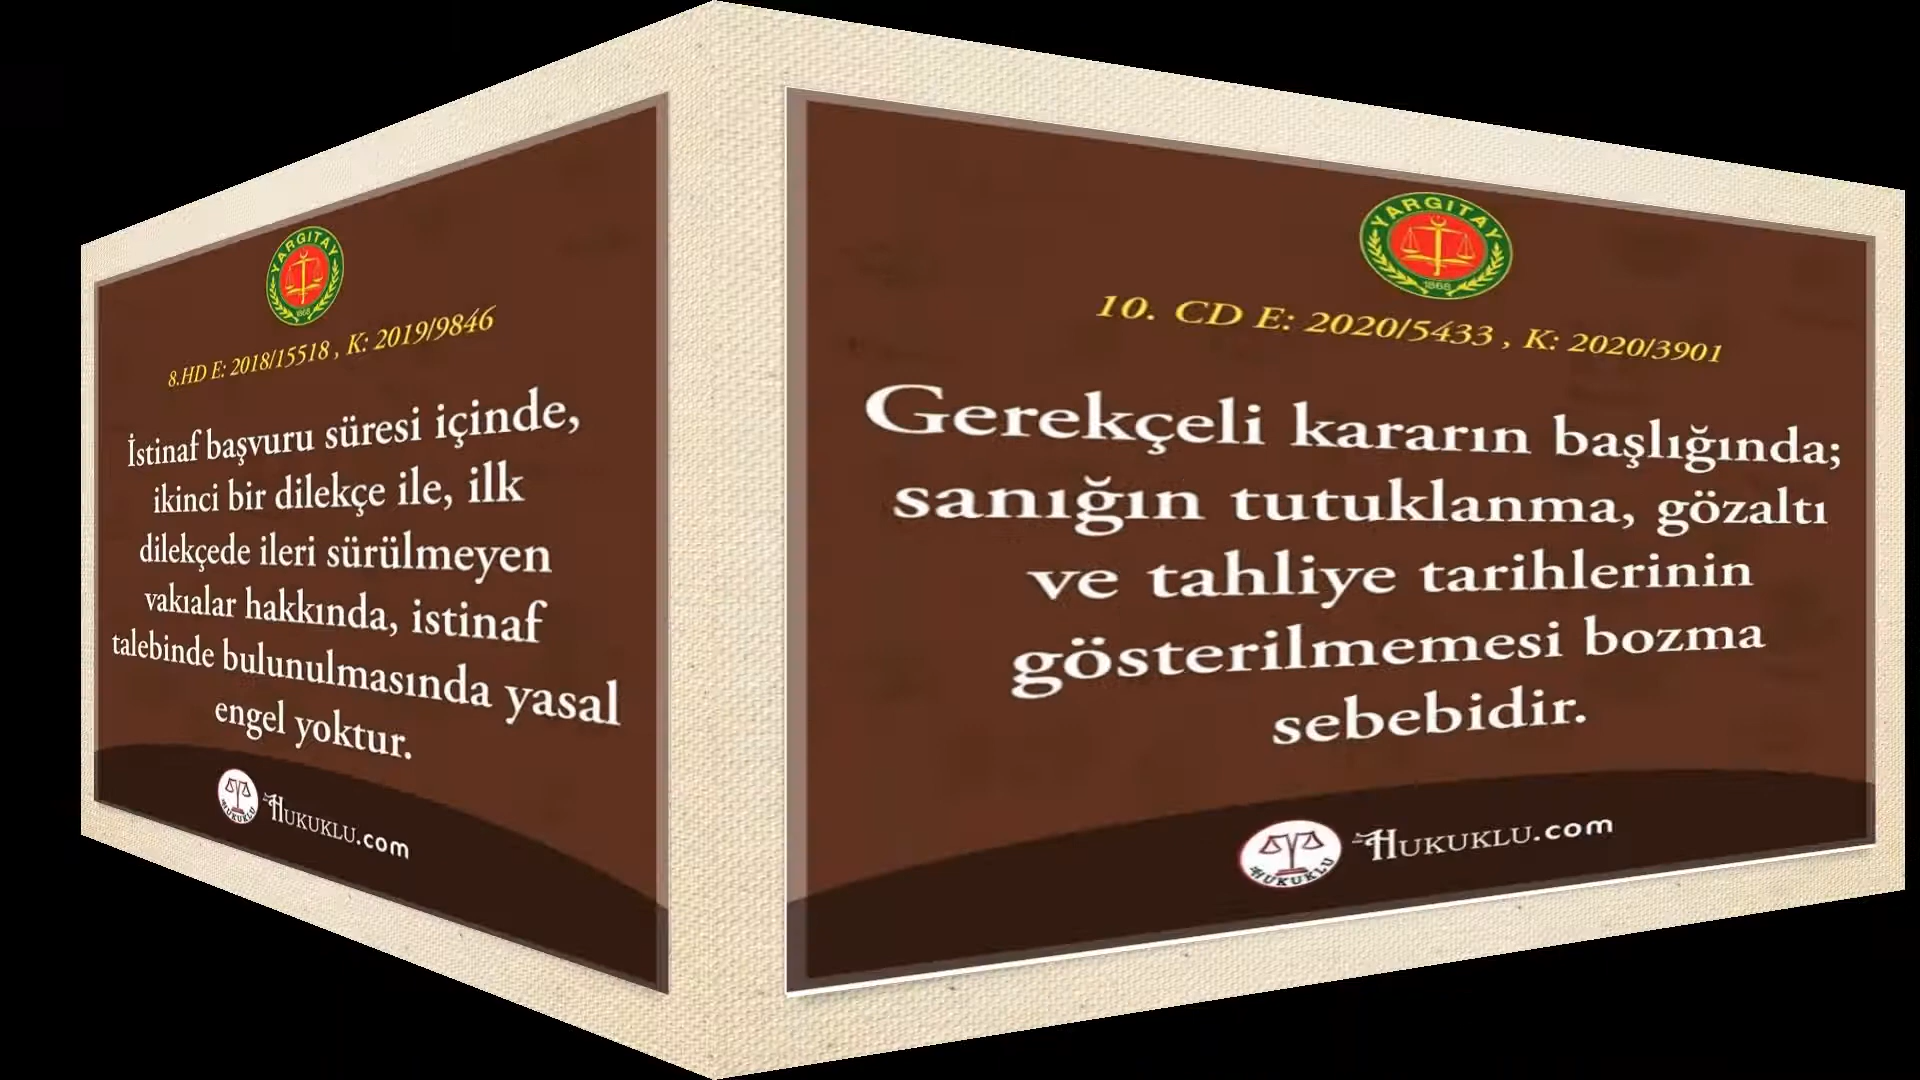 YARGITAY
1868
8.HD E: 2018/15518 , K: 2019/9846
İstinaf başvuru süresi içinde,
ikinci bir dilekçe ile, ilk
dilekçede ileri sürülmeyen
vakıalar hakkında, istinaf
talebinde bulunulmasında yasal
engel yoktur.
HUKUKLU
HUKUKLU.com
YARGITAY
1868
10. CD E: 2020/5433 , K: 2020/3901
Gerekçeli kararın başlığında;
sanığın tutuklanma, gözaltı
ve tahliye tarihlerinin
gösterilmemesi bozma
sebebidir.
HUKUKLU
HUKUKLU.com